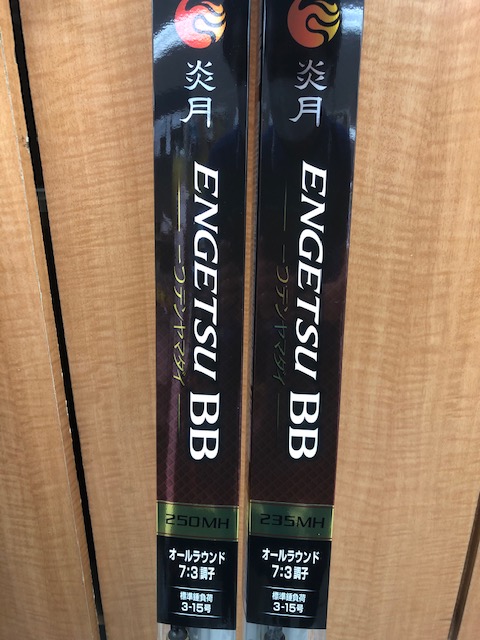 炎月
ENGETSU BB
一つテンヤマダイ
250MH
オールラウンド
7:3調子
標準錘負荷
3-15号
炎月
ENGETSU BB
一つテンヤマダイ
235MH
オールラウンド
7:3調子
標準錘負荷
3-15号